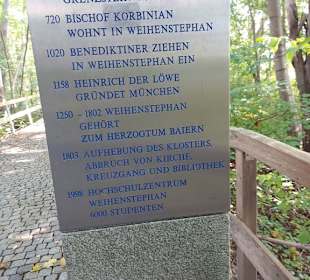 720 BISCHOF KORBINIAN
WOHNT IN WEIHENSTEPHAN
1020 BENEDIKTINER ZIEHEN
IN WEIHENSTEPHAN EIN
1158 HEINRICH DER LÖWE
GRÜNDET MÜNCHEN
1250 - 1802 WEIHENSTEPHAN
GEHÖRT
ZUM HERZOGTUM BAIERN
1803 AUFHEBUNG DES KLOSTERS,
ABBRUCH VON KIRCHE,
KREUZGANG UND BIBLIOTHEK
HOCHSCHULZENTRUM
WEIHENSTEPHAN
6000 STUDENTEN